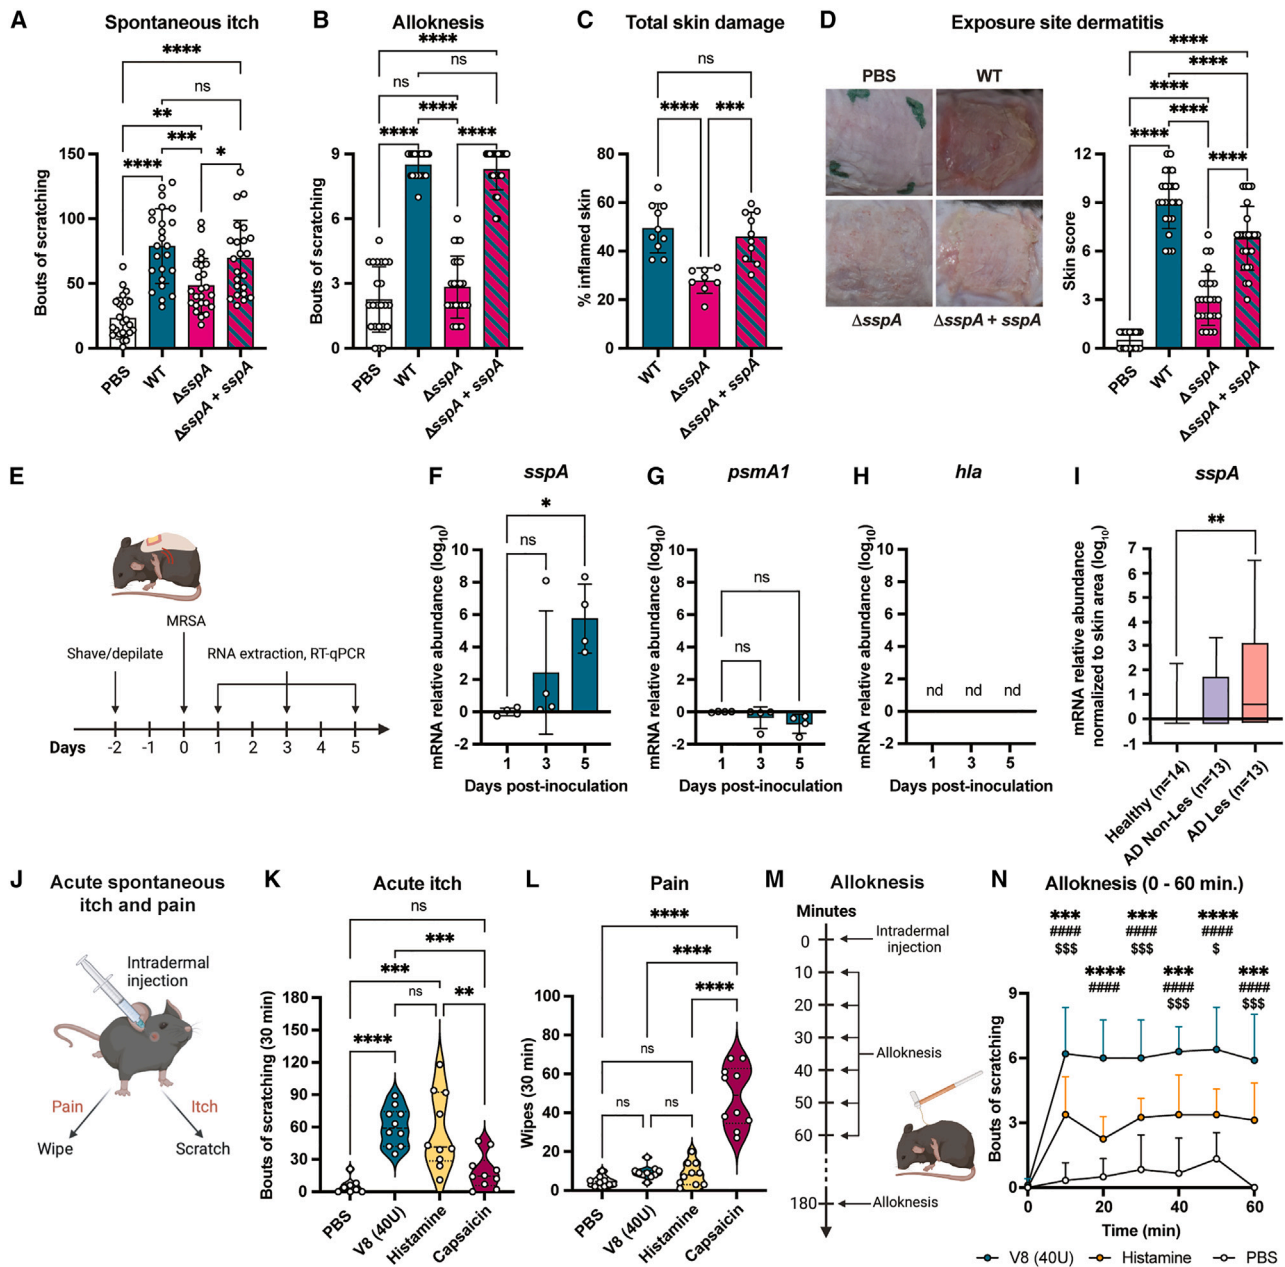 A Spontaneous itch
****
ns
**
***
****
*
Bouts of scratching
150
100
50
0
PBS
WT
ΔsspA
ΔsspA + sspA
B Alloknesis
****
ns
ns
****
****
****
Bouts of scratching
9
6
3
0
PBS
WT
ΔsspA
ΔsspA + sspA
C Total skin damage
ns
****
***
% inflamed skin
80
60
40
20
0
WT
ΔsspA
ΔsspA + sspA
D Exposure site dermatitis
PBS
WT
ΔsspA
ΔsspA + sspA
****
****
****
****
****
****
Skin score
12
9
6
3
0
PBS
WT
ΔsspA
ΔsspA + sspA
E
MRSA
Shave/depilate
RNA extraction, RT-qPCR
Days -2 -1 0 1 2 3 4 5
F sspA
*
ns
mRNA relative abundance (log10)
10
8
6
4
2
0
-2
1 3 5
Days post-inoculation
G psmA1
ns
ns
mRNA relative abundance (log10)
10
8
6
4
2
0
-2
1 3 5
Days post-inoculation
H hla
mRNA relative abundance (log10)
10
8
6
4
2
0
-2
nd nd nd
1 3 5
Days post-inoculation
I sspA
**
mRNA relative abundance
normalized to skin area (log10)
7
6
5
4
3
2
1
0
-1
Healthy (n=14)
AD Non-Les (n=13)
AD Les (n=13)
J Acute spontaneous
itch and pain
Intradermal
injection
Pain
Itch
Wipe
Scratch
K Acute itch
ns
***
***
ns
**
****
Bouts of scratching (30 min)
180
150
120
90
60
30
0
PBS
V8 (40U)
Histamine
Capsaicin
L Pain
****
****
****
ns
ns
ns
Wipes (30 min)
100
80
60
40
20
0
PBS
V8 (40U)
Histamine
Capsaicin
M Alloknesis
Minutes
0
Intradermal
injection
10
20
30
Alloknesis
40
50
60
180
Alloknesis
N Alloknesis (0 - 60 min.)
*** *** ****
#### #### ####
$$$ $$$ $
**** *** ***
#### #### ####
$$$ $$$
Bouts of scratching
9
6
3
0
0 20 40 60
Time (min)
V8 (40U) Histamine PBS